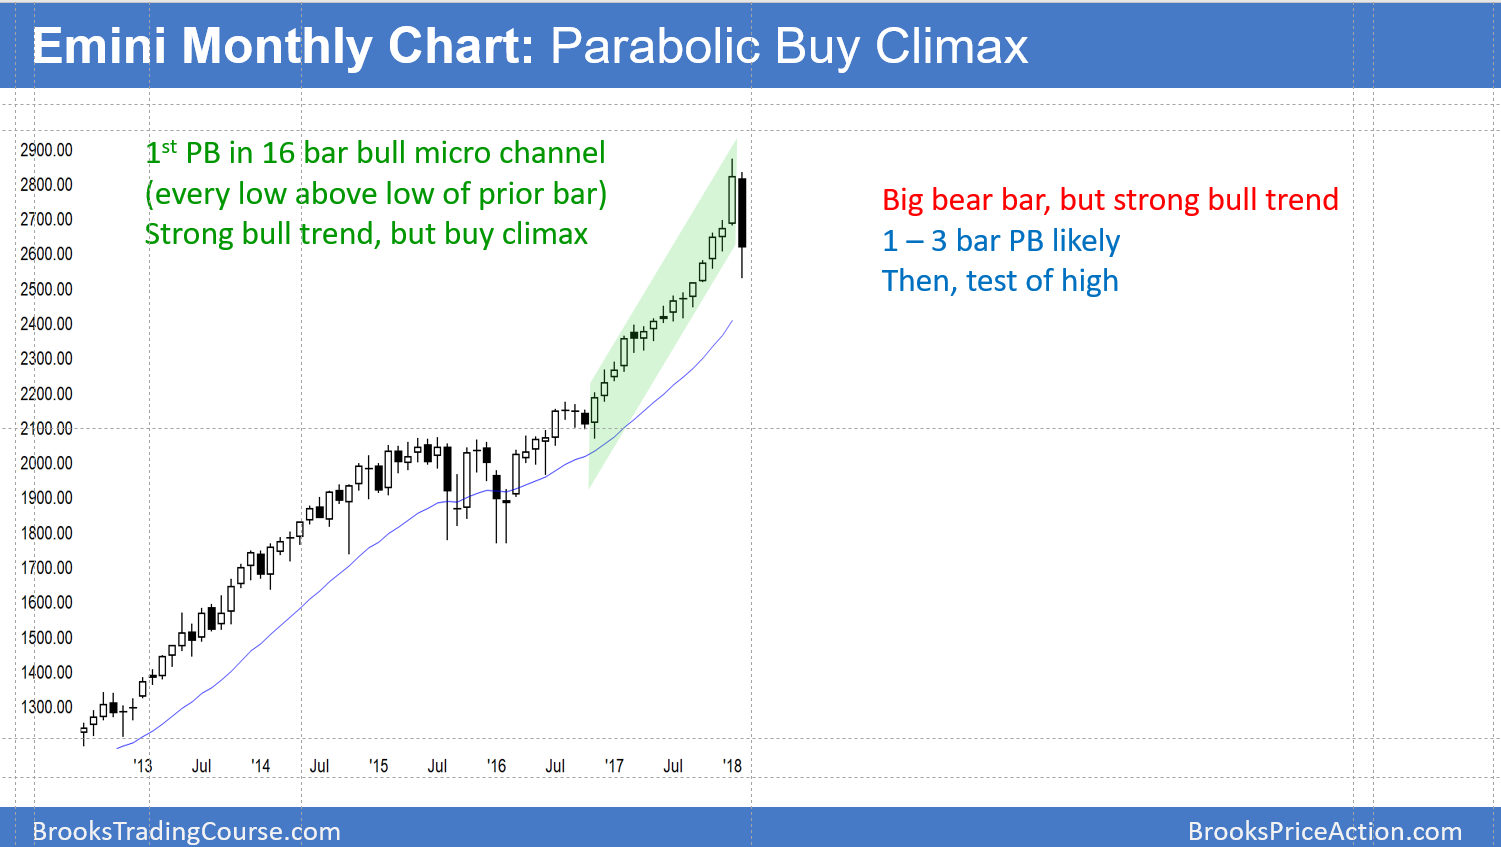 Emini Monthly Chart: Parabolic Buy Climax
1st PB in 16 bar bull micro channel
(every low above low of prior bar)
Strong bull trend, but buy climax
Big bear bar, but strong bull trend
1 – 3 bar PB likely
Then, test of high
2900.00
2800.00
2700.00
2600.00
2500.00
2400.00
2300.00
2200.00
2100.00
2000.00
1900.00
1800.00
1700.00
1600.00
1500.00
1400.00
1300.00
'13 Jul '14 Jul '15 Jul '16 Jul '17 Jul '18
BrooksTradingCourse.com
BrooksPriceAction.com